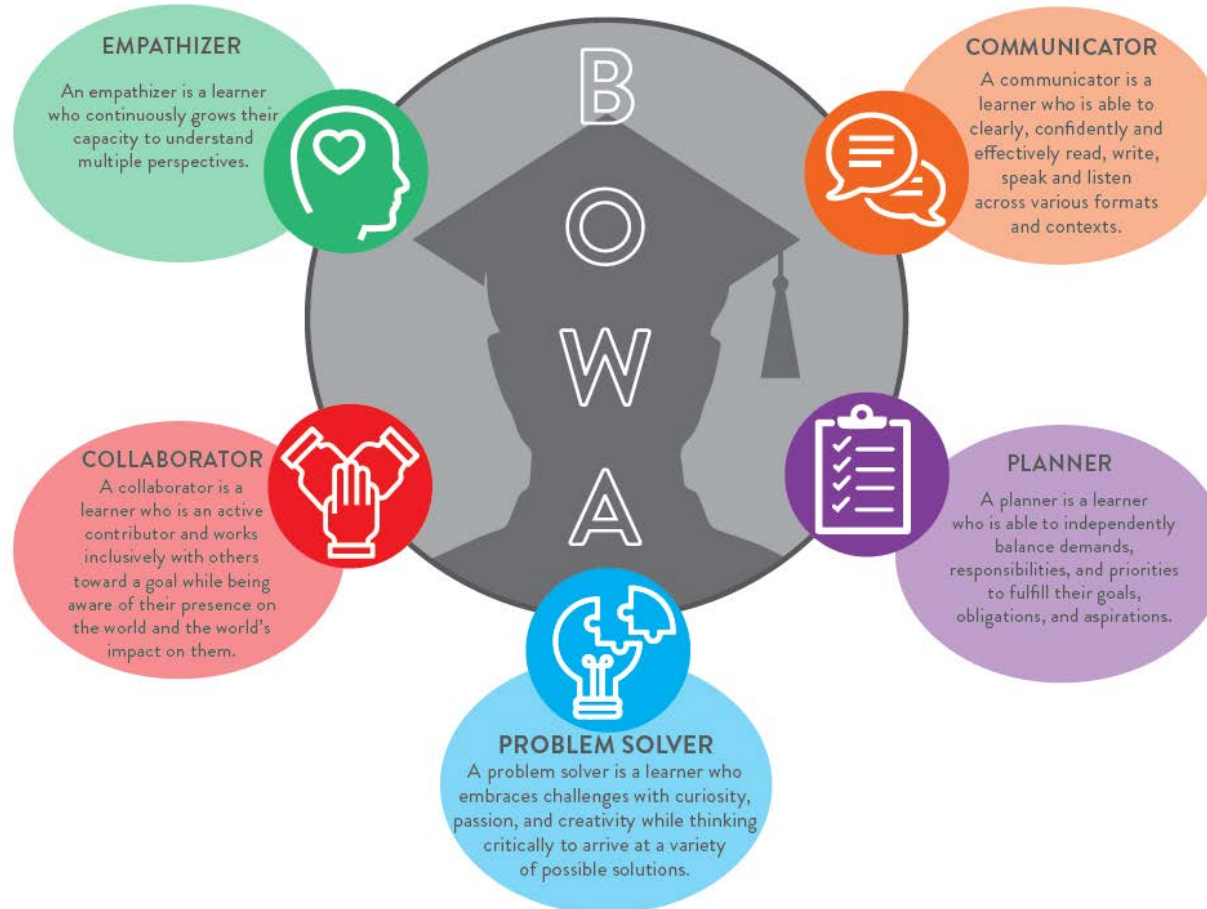 EMPATHIZER
An empathizer is a learner
who continuously grows their
capacity to understand
multiple perspectives.
B
O
W
A
COMMUNICATOR
A communicator is a
learner who is able to
clearly, confidently and
effectively read, write,
speak and listen
across various formats
and contexts.
COLLABORATOR
A collaborator is a
learner who is an active
contributor and works
inclusively with others
toward a goal while being
aware of their presence on
the world and the world's
impact on them.
PLANNER
A planner is a learner
who is able to independently
balance demands,
responsibilities, and priorities
to fulfill their goals,
obligations, and aspirations.
PROBLEM SOLVER
A problem solver is a learner who
embraces challenges with curiosity,
passion, and creativity while thinking
critically to arrive at a variety
of possible solutions.